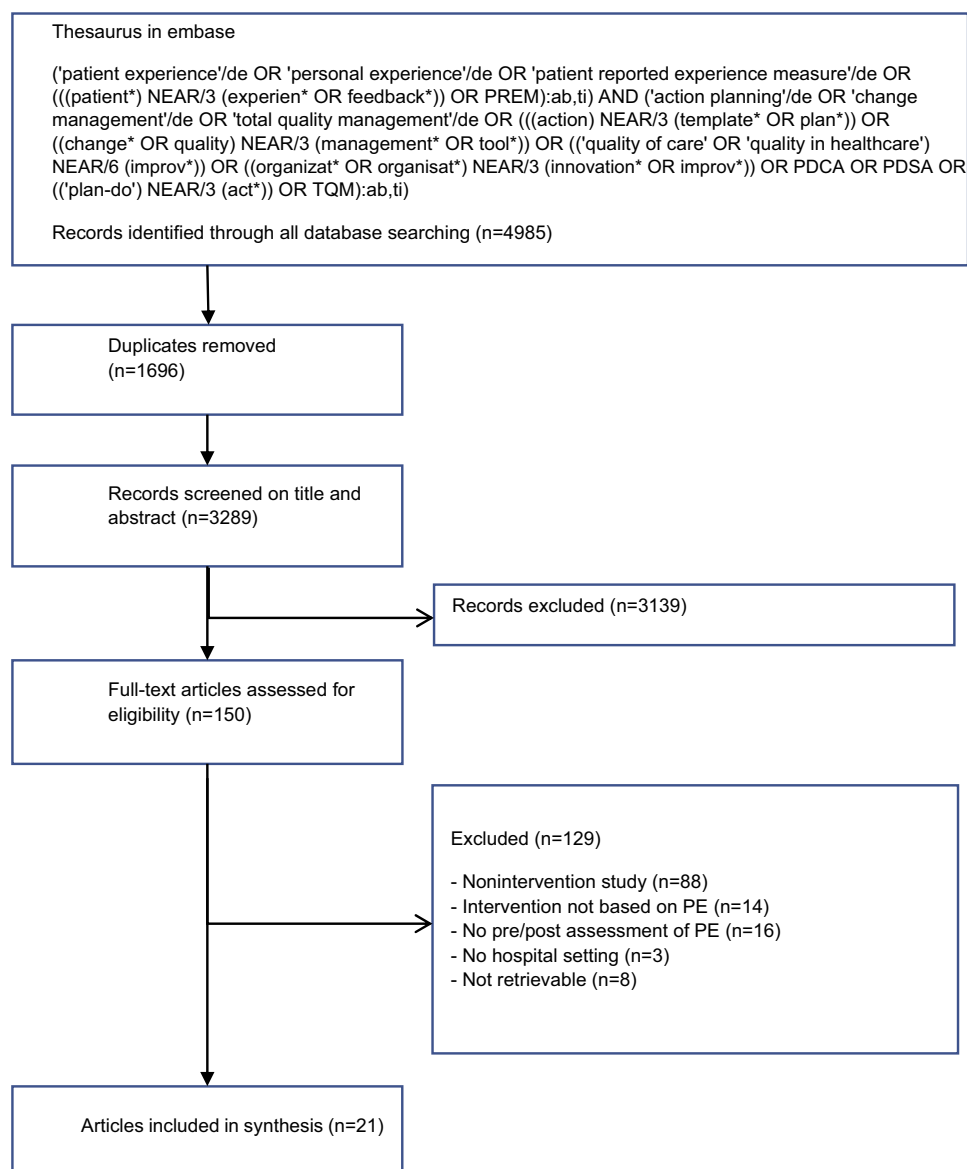 Thesaurus in embase
('patient experience'/de OR 'personal experience'/de OR 'patient reported experience measure'/de OR
(((patient*) NEAR/3 (experien* OR feedback*)) OR PREM):ab,ti) AND ('action planning'/de OR 'change
management'/de OR 'total quality management'/de OR (((action) NEAR/3 (template* OR plan*)) OR
((change* OR quality) NEAR/3 (management* OR tool*)) OR (('quality of care' OR 'quality in healthcare')
NEAR/6 (improv*)) OR ((organizat* OR organisat*) NEAR/3 (innovation* OR improv*)) OR PDCA OR PDSA OR
(('plan-do') NEAR/3 (act*)) OR TQM):ab,ti)
Records identified through all database searching (n=4985)
Duplicates removed
(n=1696)
Records screened on title and
abstract (n=3289)
Records excluded (n=3139)
Full-text articles assessed for
eligibility (n=150)
Excluded (n=129)
- Nonintervention study (n=88)
- Intervention not based on PE (n=14)
- No pre/post assessment of PE (n=16)
- No hospital setting (n=3)
- Not retrievable (n=8)
Articles included in synthesis (n=21)